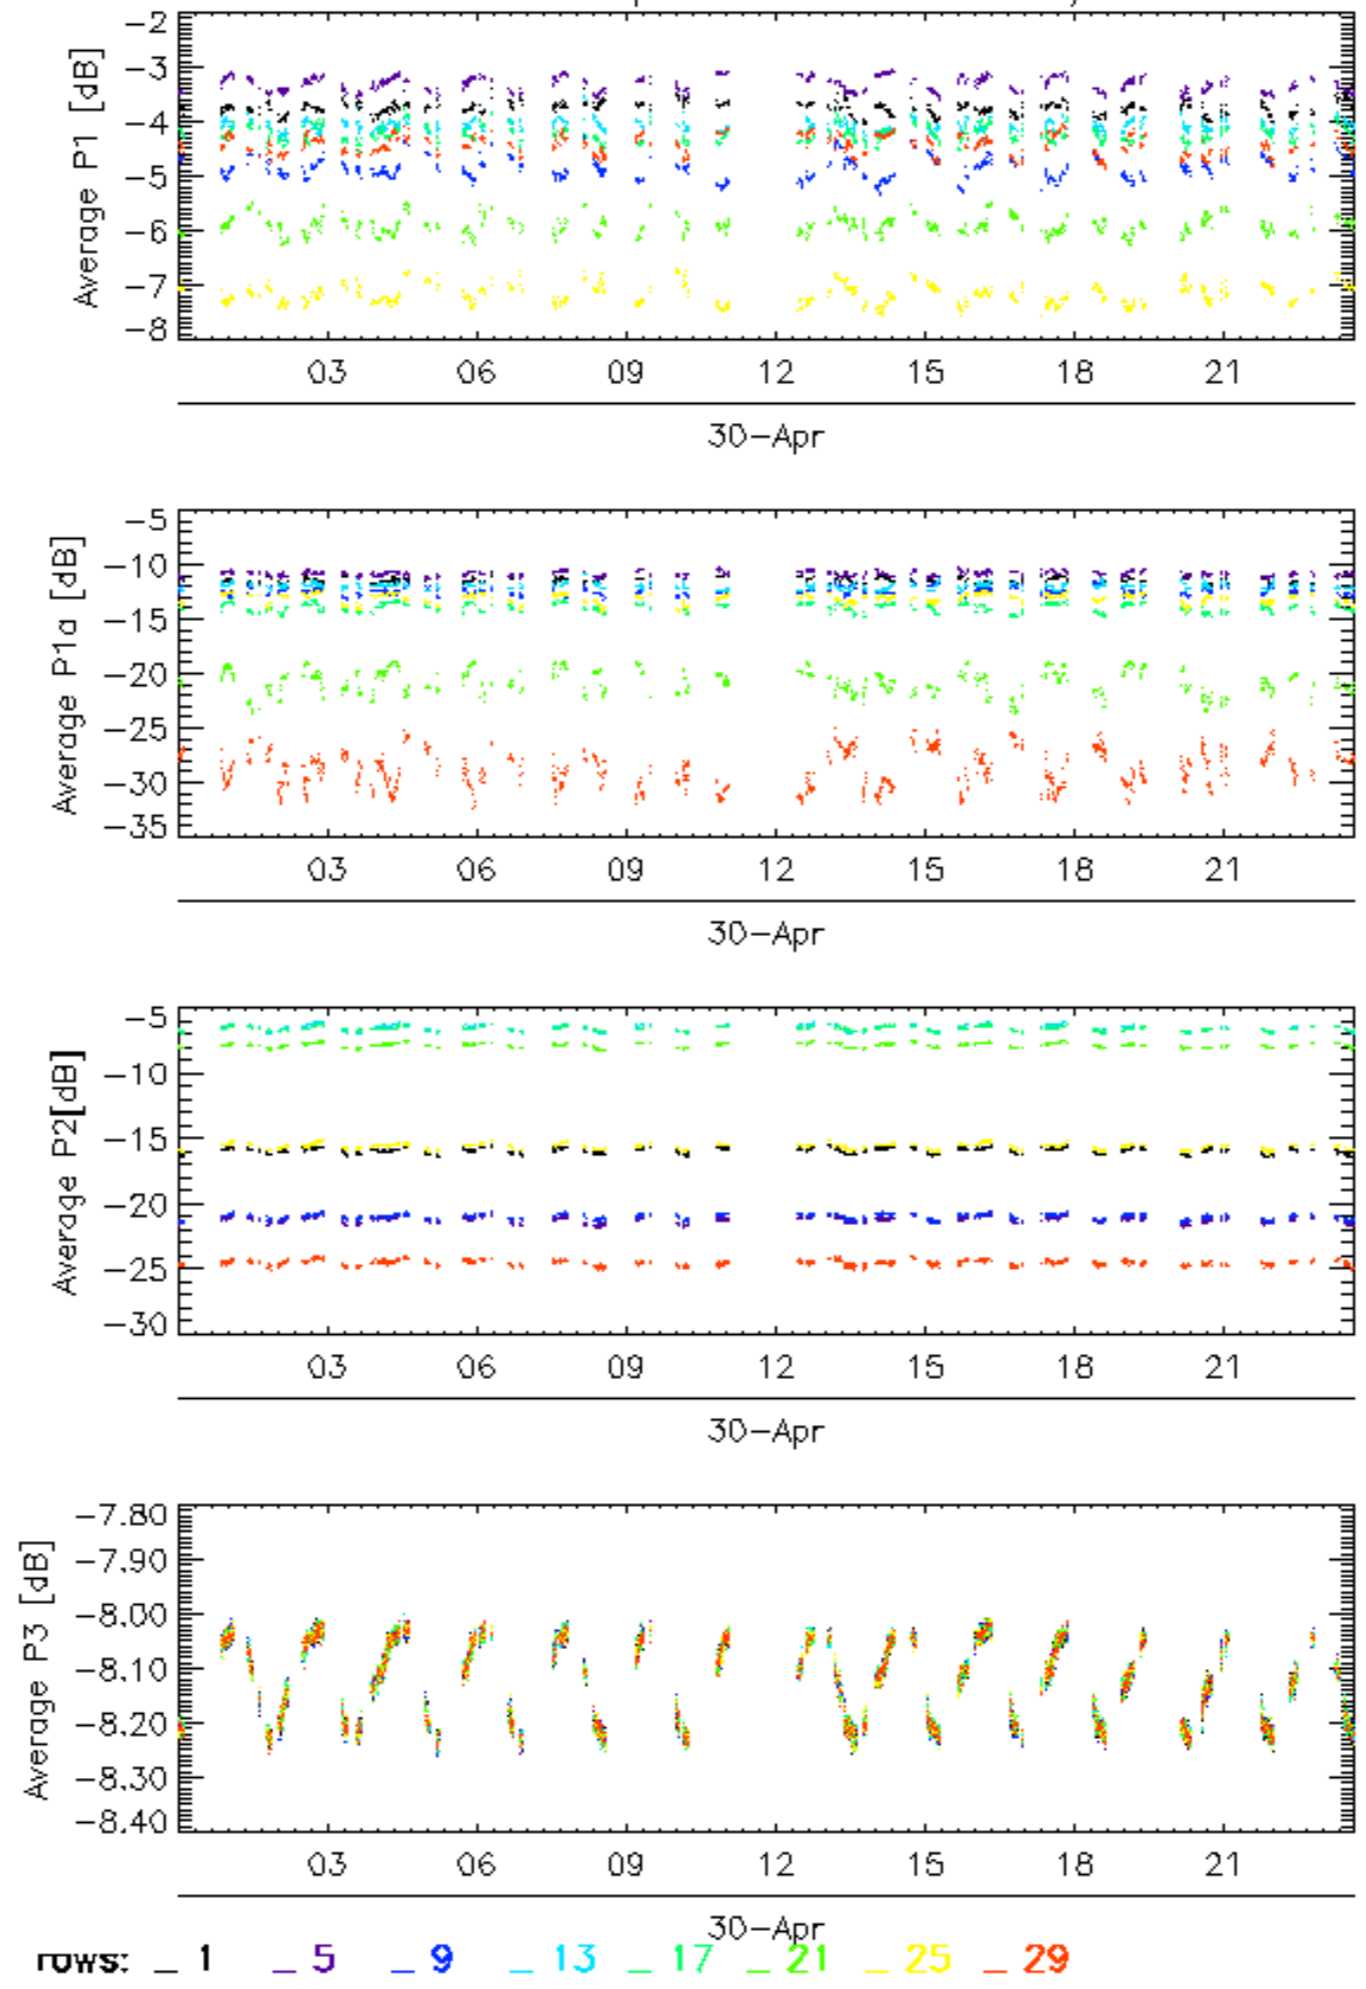 -2
-3
-4
-5
-6
-7
-8
Average P1 [dB]
03 06 09 12 15 18 21
30-Apr
-5
-10
-15
-20
-25
-30
-35
Average P1a [dB]
03 06 09 12 15 18 21
30-Apr
-5
-10
-15
-20
-25
-30
Average P2[dB]
03 06 09 12 15 18 21
30-Apr
-7.80
-7.90
-8.00
-8.10
-8.20
-8.30
-8.40
Average P3 [dB]
03 06 09 12 15 18 21
30-Apr
rows: _ 1 _ 5 _ 9 _ 13 _ 17 _ 21 _ 25 _ 29